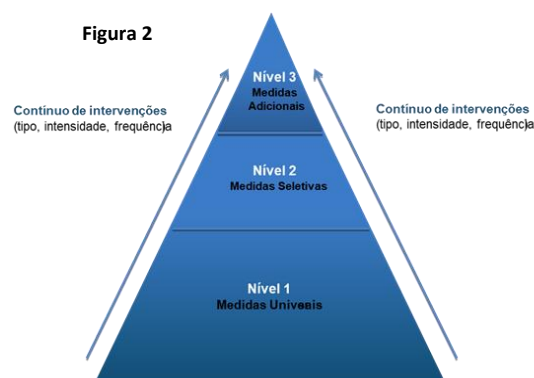 Figura 2
Nível 3
Medidas
Adicionais
Contínuo de intervenções
(tipo, intensidade, frequência
Contínuo de intervenções
(tipo, intensidade, frequência
Nível 2
Medidas Seletivas
Nível 1
Medidas Univeais